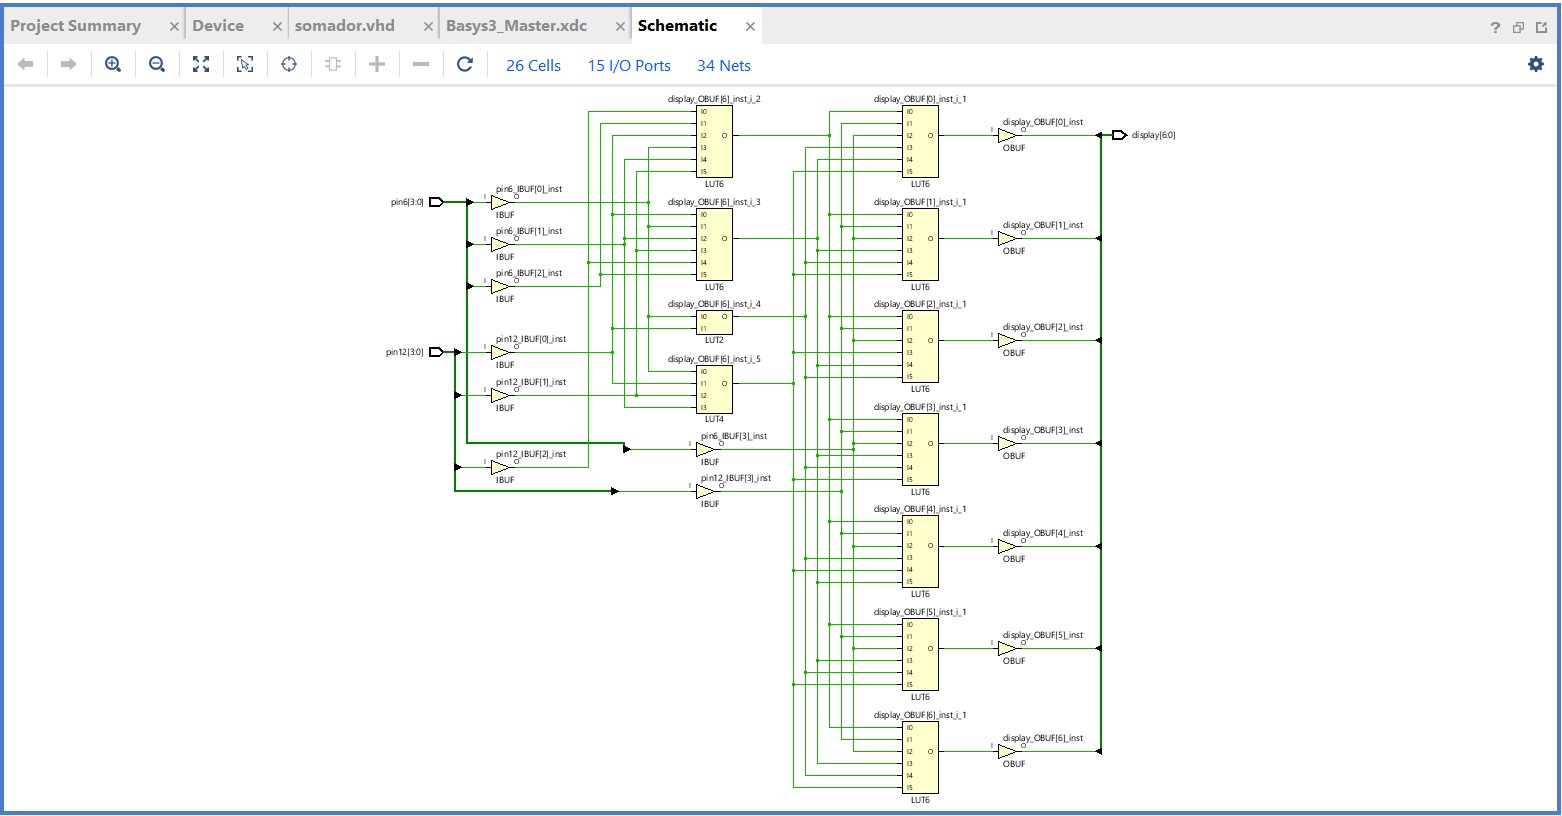 Project Summary × Device × somador.vhd × Basys3_Master.xdc × Schematic ×
?
26 Cells 15 I/O Ports 34 Nets
display_OBUF[6]_inst_i_2
I0
I1
I2 O
I3
I4
I5
LUT6
display_OBUF[6]_inst_i_3
I0
I1
I2 O
I3
I4
I5
LUT6
display_OBUF[6]_inst_i_4
I0 O
I1
LUT2
display_OBUF[6]_inst_i_5
I0
I1 O
I2
I3
LUT4
pin6[3:0]
pin6_IBUF[0]_inst
I O
IBUF
pin6_IBUF[1]_inst
I O
IBUF
pin6_IBUF[2]_inst
I O
IBUF
pin12[3:0]
pin12_IBUF[0]_inst
I O
IBUF
pin12_IBUF[1]_inst
I O
IBUF
pin12_IBUF[2]_inst
I O
IBUF
pin6_IBUF[3]_inst
I O
IBUF
pin12_IBUF[3]_inst
I O
IBUF
display_OBUF[0]_inst_i_1
I0
I1
I2 O
I3
I4
I5
LUT6
display_OBUF[0]_inst
I O
OBUF
display[6:0]
display_OBUF[1]_inst_i_1
I0
I1
I2 O
I3
I4
I5
LUT6
display_OBUF[1]_inst
I O
OBUF
display_OBUF[2]_inst_i_1
I0
I1
I2 O
I3
I4
I5
LUT6
display_OBUF[2]_inst
I O
OBUF
display_OBUF[3]_inst_i_1
I0
I1
I2 O
I3
I4
I5
LUT6
display_OBUF[3]_inst
I O
OBUF
display_OBUF[4]_inst_i_1
I0
I1
I2 O
I3
I4
I5
LUT6
display_OBUF[4]_inst
I O
OBUF
display_OBUF[5]_inst_i_1
I0
I1
I2 O
I3
I4
I5
LUT6
display_OBUF[5]_inst
I O
OBUF
display_OBUF[6]_inst_i_1
I0
I1
I2 O
I3
I4
I5
LUT6
display_OBUF[6]_inst
I O
OBUF